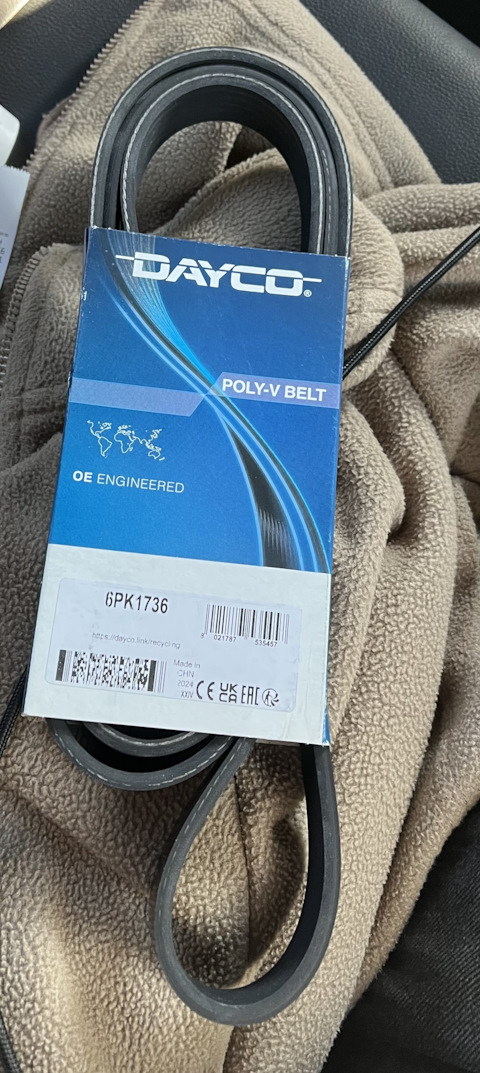 DAYCO®
POLY-V BELT
OE ENGINEERED
6PK1736
8 021787 535457
https://dayco.link/recycling
Made in
CHN
2024
XXIV
CE UK CA EAC